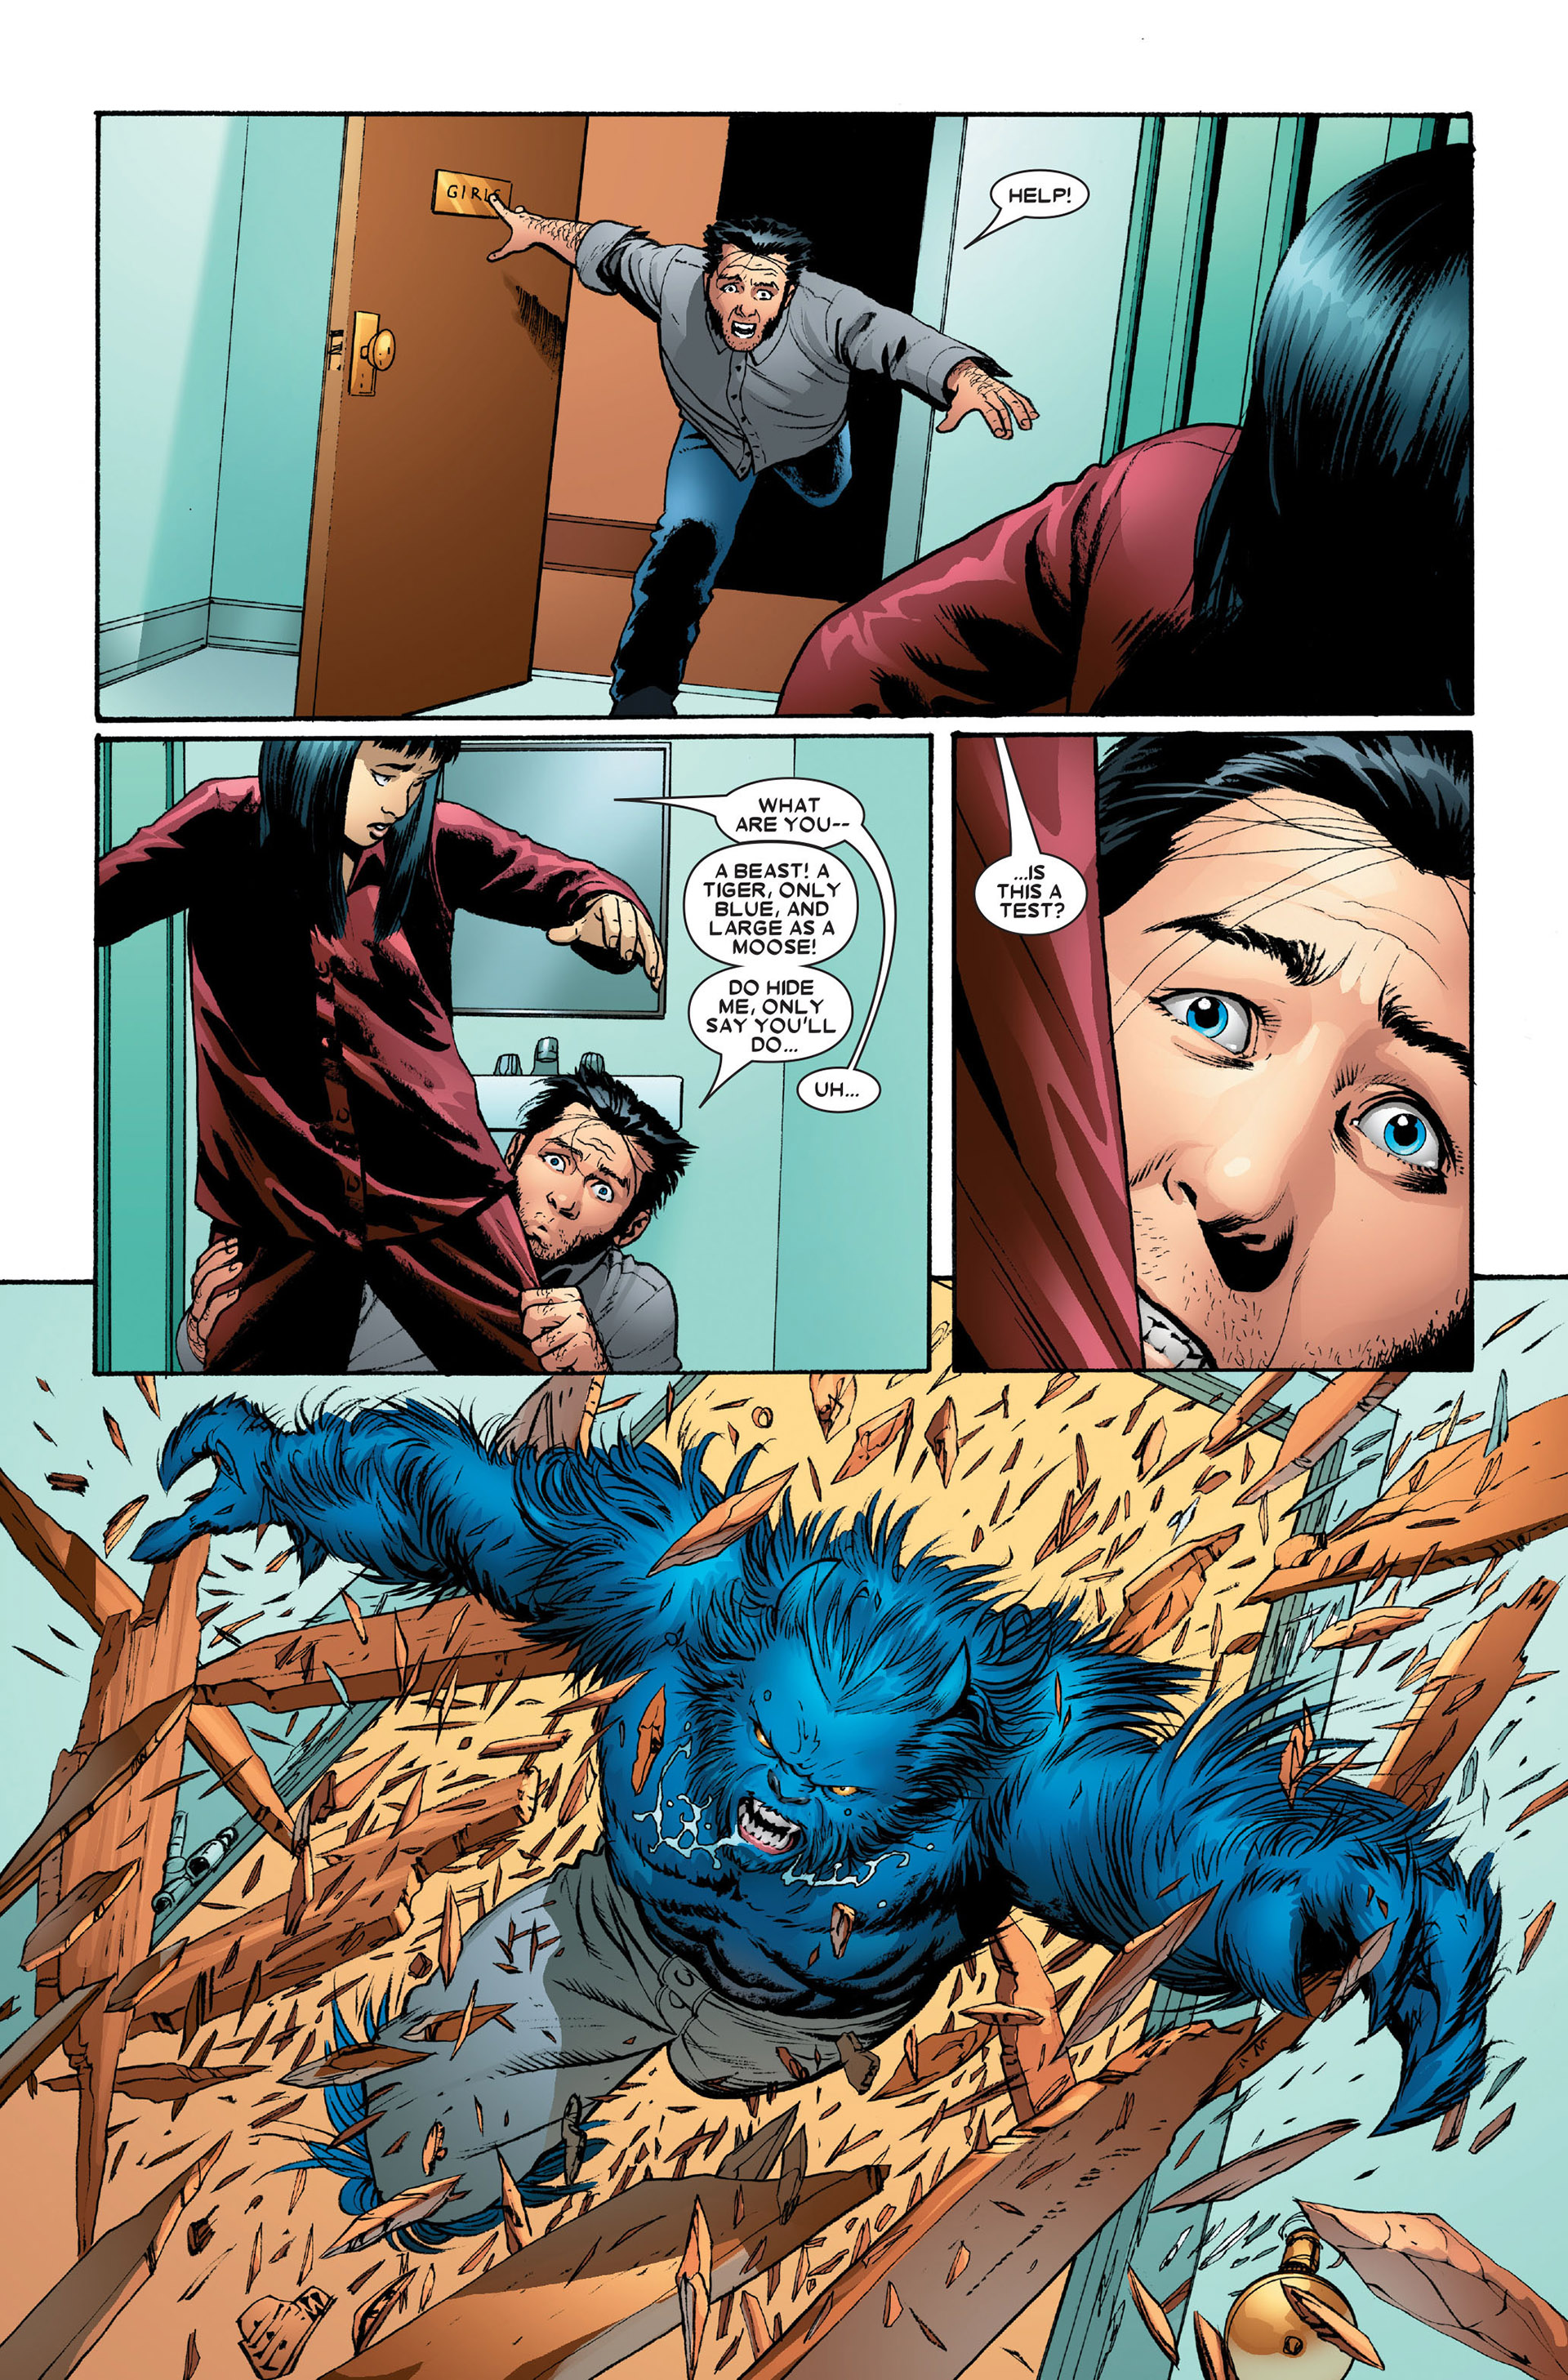 GIRLS
HELP!
WHAT
ARE YOU--
A BEAST! A
TIGER, ONLY
BLUE, AND
LARGE AS A
MOOSE!
DO HIDE
ME, ONLY
SAY YOU'LL
DO...
UH...
...IS
THIS A
TEST?